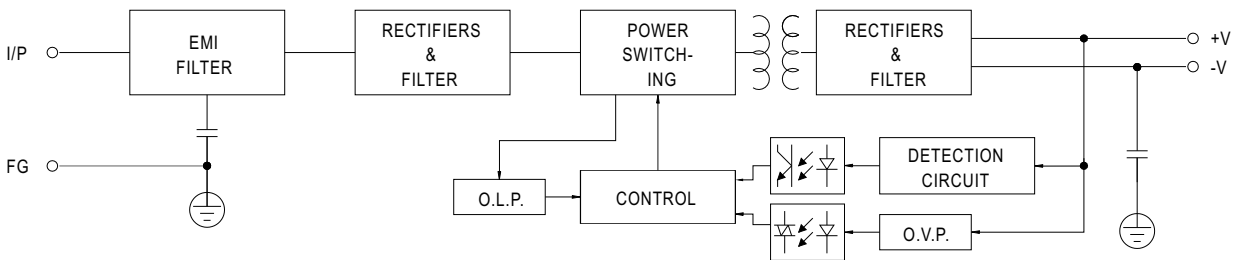 I/P
EMI
FILTER
RECTIFIERS
&
FILTER
POWER
SWITCH-
ING
RECTIFIERS
&
FILTER
+V
-V
FG
O.L.P.
CONTROL
DETECTION
CIRCUIT
O.V.P.